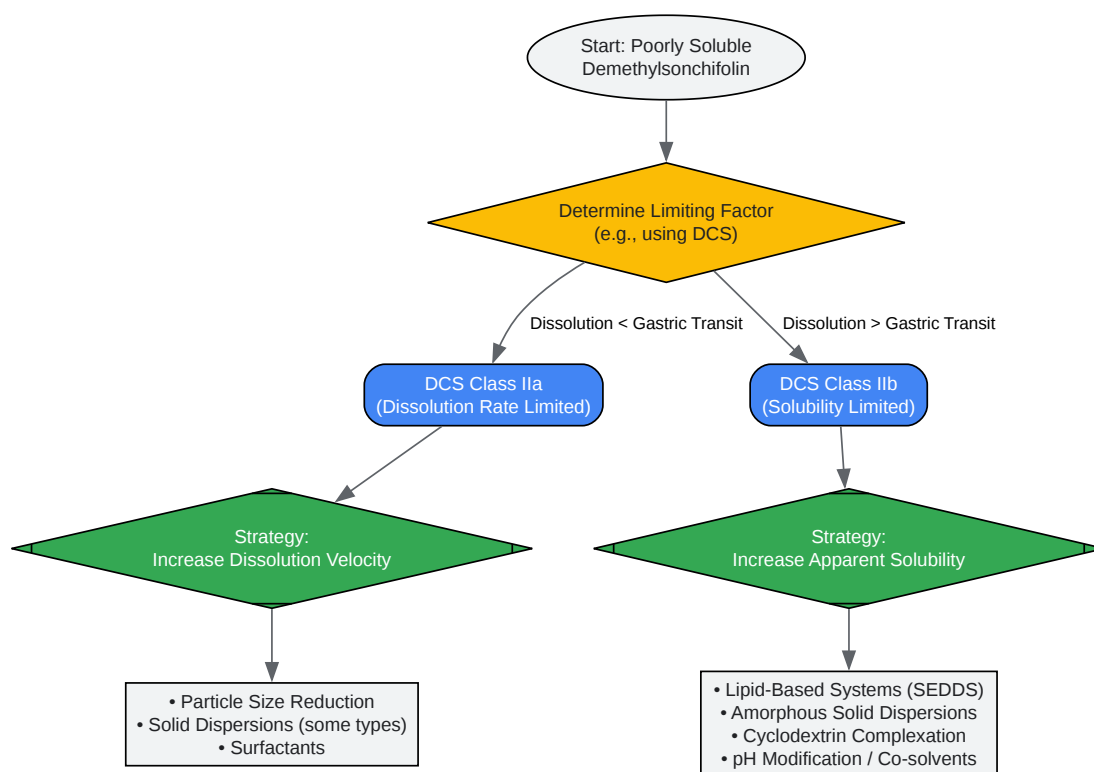 Start: Poorly Soluble
Demethylsonchifolin
Determine Limiting Factor
(e.g., using DCS)
Dissolution < Gastric Transit
Dissolution > Gastric Transit
DCS Class IIa
(Dissolution Rate Limited)
DCS Class IIb
(Solubility Limited)
Strategy:
Increase Dissolution Velocity
Strategy:
Increase Apparent Solubility
• Particle Size Reduction
• Solid Dispersions (some types)
• Surfactants
• Lipid-Based Systems (SEDDS)
• Amorphous Solid Dispersions
• Cyclodextrin Complexation
• pH Modification / Co-solvents